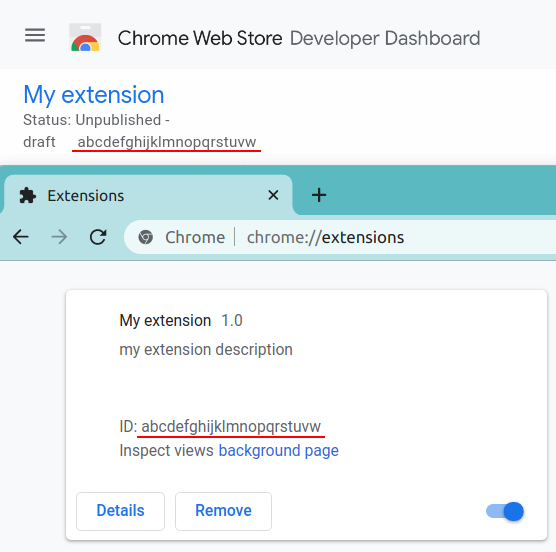 Chrome Web Store Developer Dashboard
My extension
Status: Unpublished -
draft abcdefghijklmnopqrstuvw
Extensions
Chrome chrome://extensions
My extension 1.0
my extension description
ID: abcdefghijklmnopqrstuvw
Inspect views background page
Details Remove